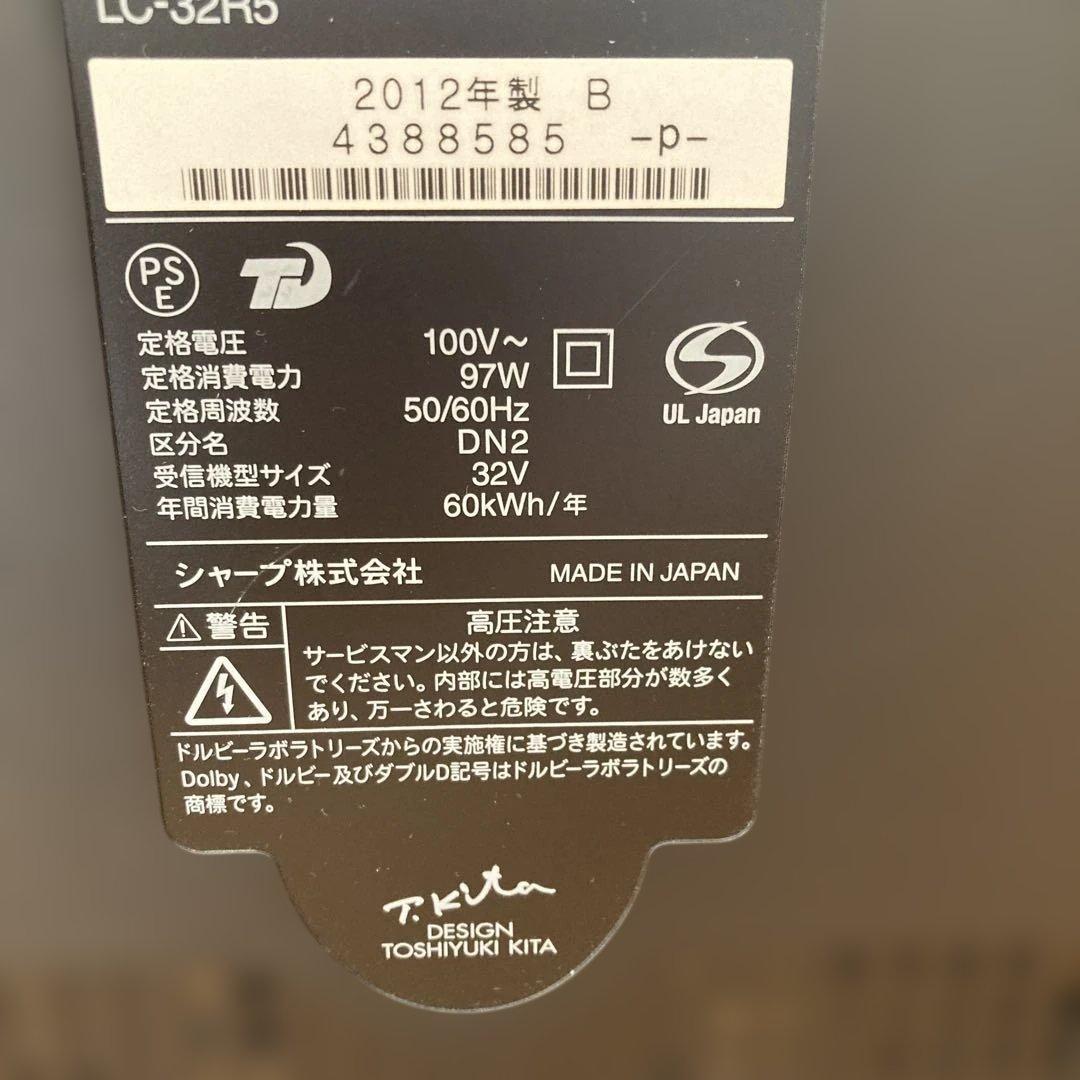 LC-32R5
2012年製 B
4388585 -p-
PS
E
定格電圧 100V～
定格消費電力 97W
定格周波数 50/60Hz
区分名 DN2
受信機型サイズ 32V
年間消費電力量 60kWh/年
UL Japan
シャープ株式会社 MADE IN JAPAN
⚠警告
高圧注意
サービスマン以外の方は、裏ぶたをあけない
でください。内部には高電圧部分が数多く
あり、万一さわると危険です。
ドルビーラボラトリーズからの実施権に基づき製造されています。
Dolby、ドルビー及びダブルD記号はドルビーラボラトリーズの
商標です。
T.Kita
DESIGN
TOSHIYUKI KITA